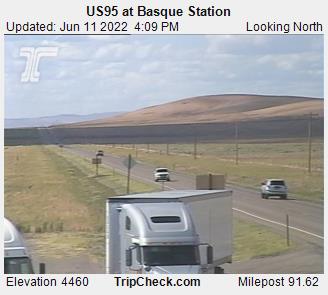 US95 at Basque Station
Updated: Jun 11 2022 4:09 PM Looking North
Elevation 4460 TripCheck.com Milepost 91.62